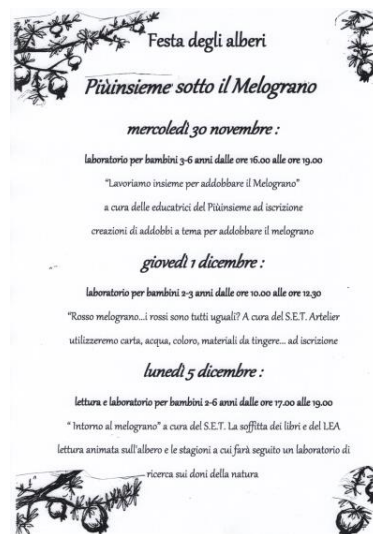 Festa degli alberi
Piùinsieme sotto il Melograno
mercoledì 30 novembre :
laboratorio per bambini 3-6 anni dalle ore 16.00 alle ore 19.00
“Lavoriamo insieme per addobbare il Melograno”
a cura delle educatrici del Piùinsieme ad iscrizione
creazioni di addobbi a tema per addobbare il melograno
giovedì 1 dicembre :
laboratorio per bambini 2-3 anni dalle ore 10.00 alle ore 12.30
“Rosso melograno...i rossi sono tutti uguali? A cura del S.E.T. Artelier
utilizzeremo carta, acqua, coloro, materiali da tingere... ad iscrizione
lunedì 5 dicembre :
lettura e laboratorio per bambini 2-6 anni dalle ore 17.00 alle 19.00
“ Intorno al melograno” a cura del S.E.T. La soffitta dei libri e del LEA
lettura animata sull'albero e le stagioni a cui farà seguito un laboratorio di
ricerca sui doni della natura